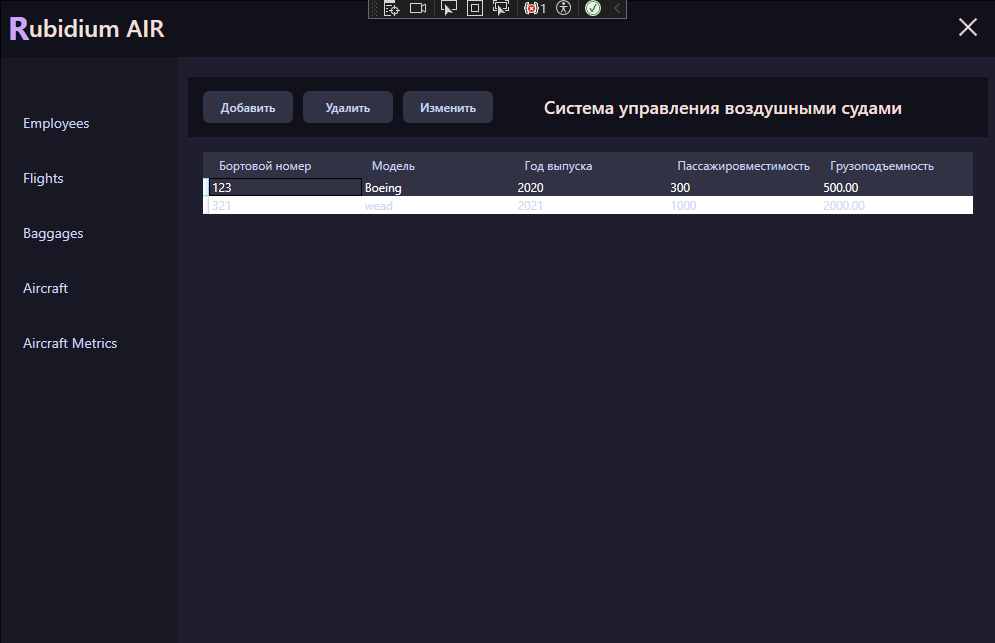 1
Rubidium AIR
Employees
Flights
Baggages
Aircraft
Aircraft Metrics
Добавить Удалить Изменить Система управления воздушными судами
Бортовой номер Модель Год выпуска Пассажировместимость Грузоподъемность
123 Boeing 2020 300 500.00
321 wead 2021 1000 2000.00